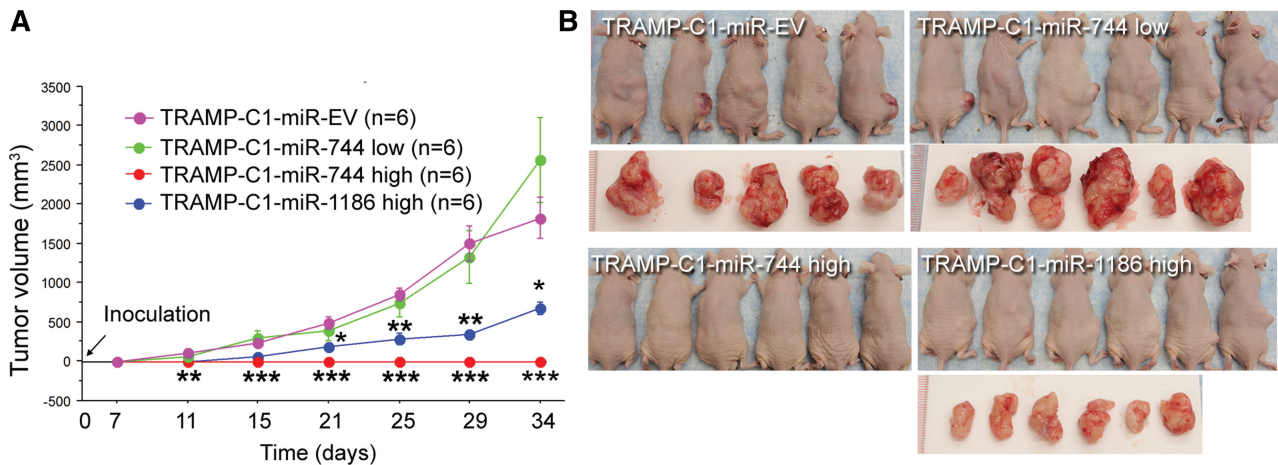 A
Tumor volume (mm³)
3500
3000
2500
2000
1500
1000
500
0
-500
TRAMP-C1-miR-EV (n=6)
TRAMP-C1-miR-744 low (n=6)
TRAMP-C1-miR-744 high (n=6)
TRAMP-C1-miR-1186 high (n=6)
Inoculation
*
** **
*
** *** *** *** *** ***
0 7 11 15 21 25 29 34
Time (days)
B
TRAMP-C1-miR-EV
TRAMP-C1-miR-744 low
TRAMP-C1-miR-744 high
TRAMP-C1-miR-1186 high